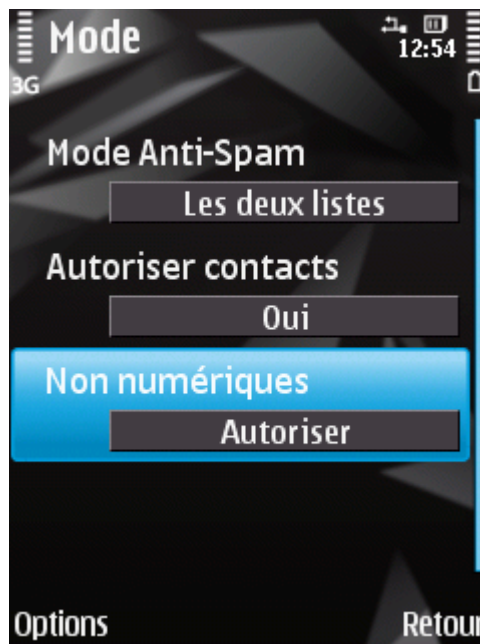 Mode
12:54
3G
Mode Anti-Spam
Les deux listes
Autoriser contacts
Oui
Non numériques
Autoriser
Options
Retour